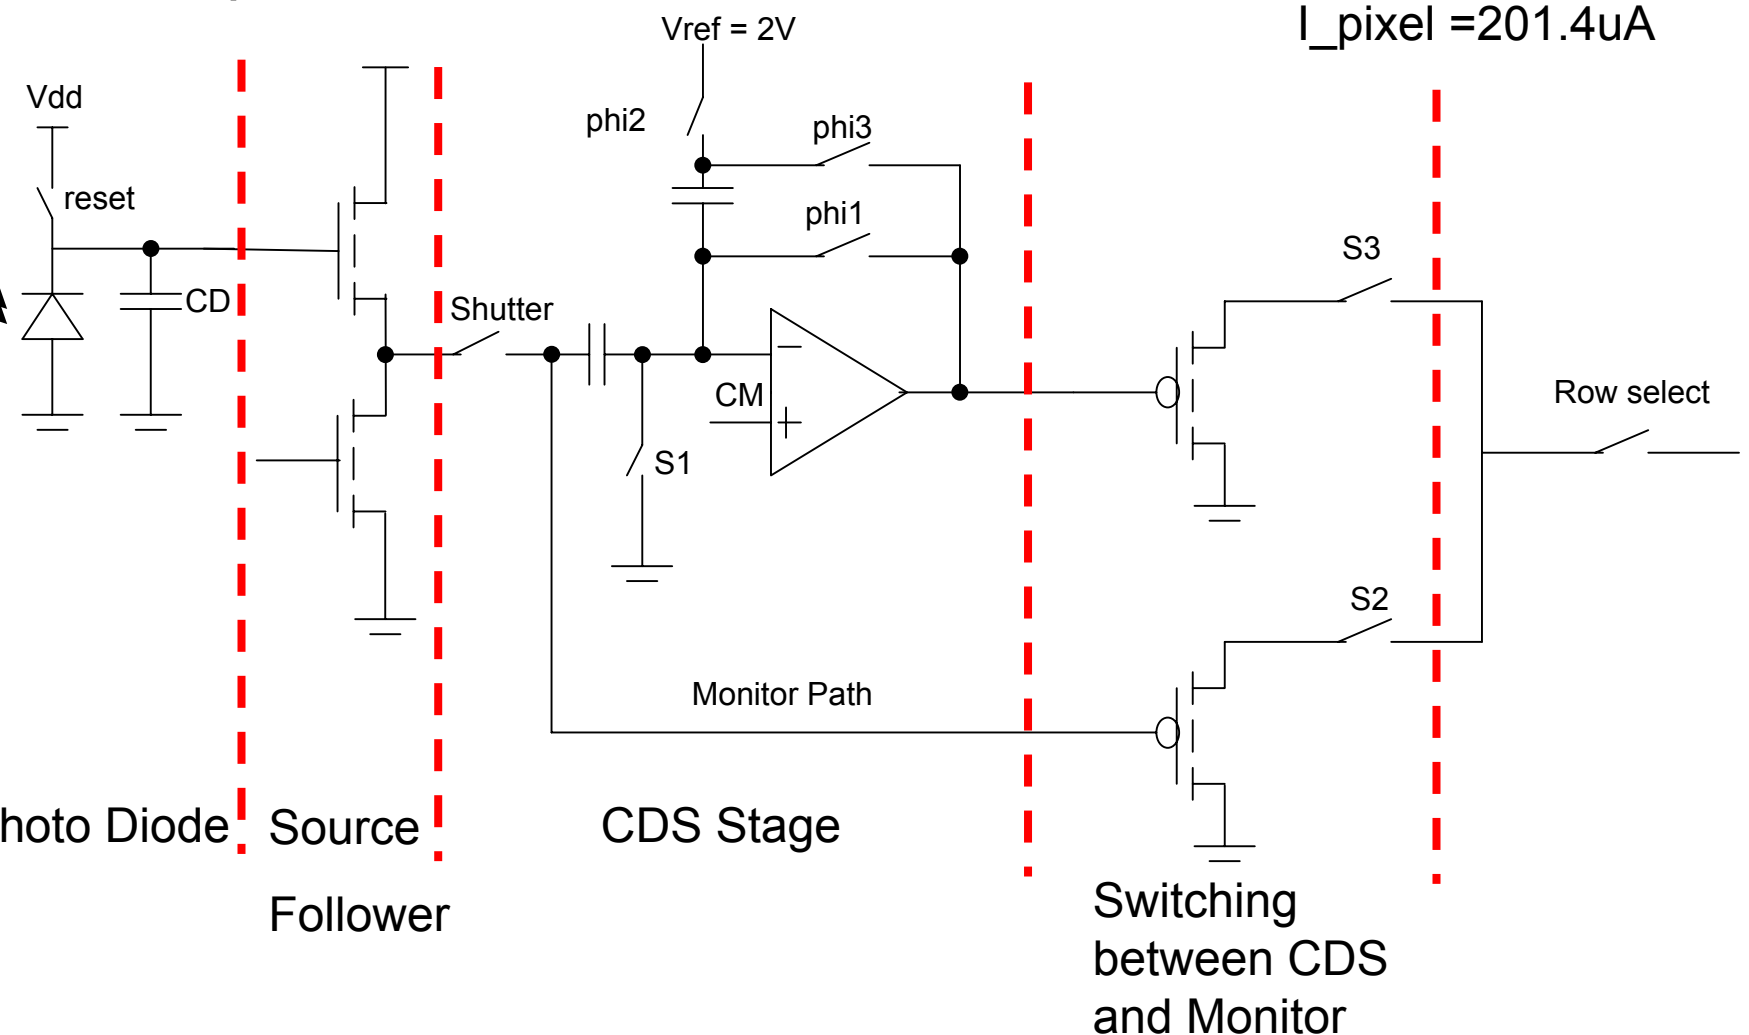 Vref = 2V
I_pixel =201.4uA
Vdd
phi2
phi3
reset
phi1
S3
CD
Shutter
CM
Row select
S1
S2
Monitor Path
hoto Diode
Source
Follower
CDS Stage
Switching
between CDS
and Monitor